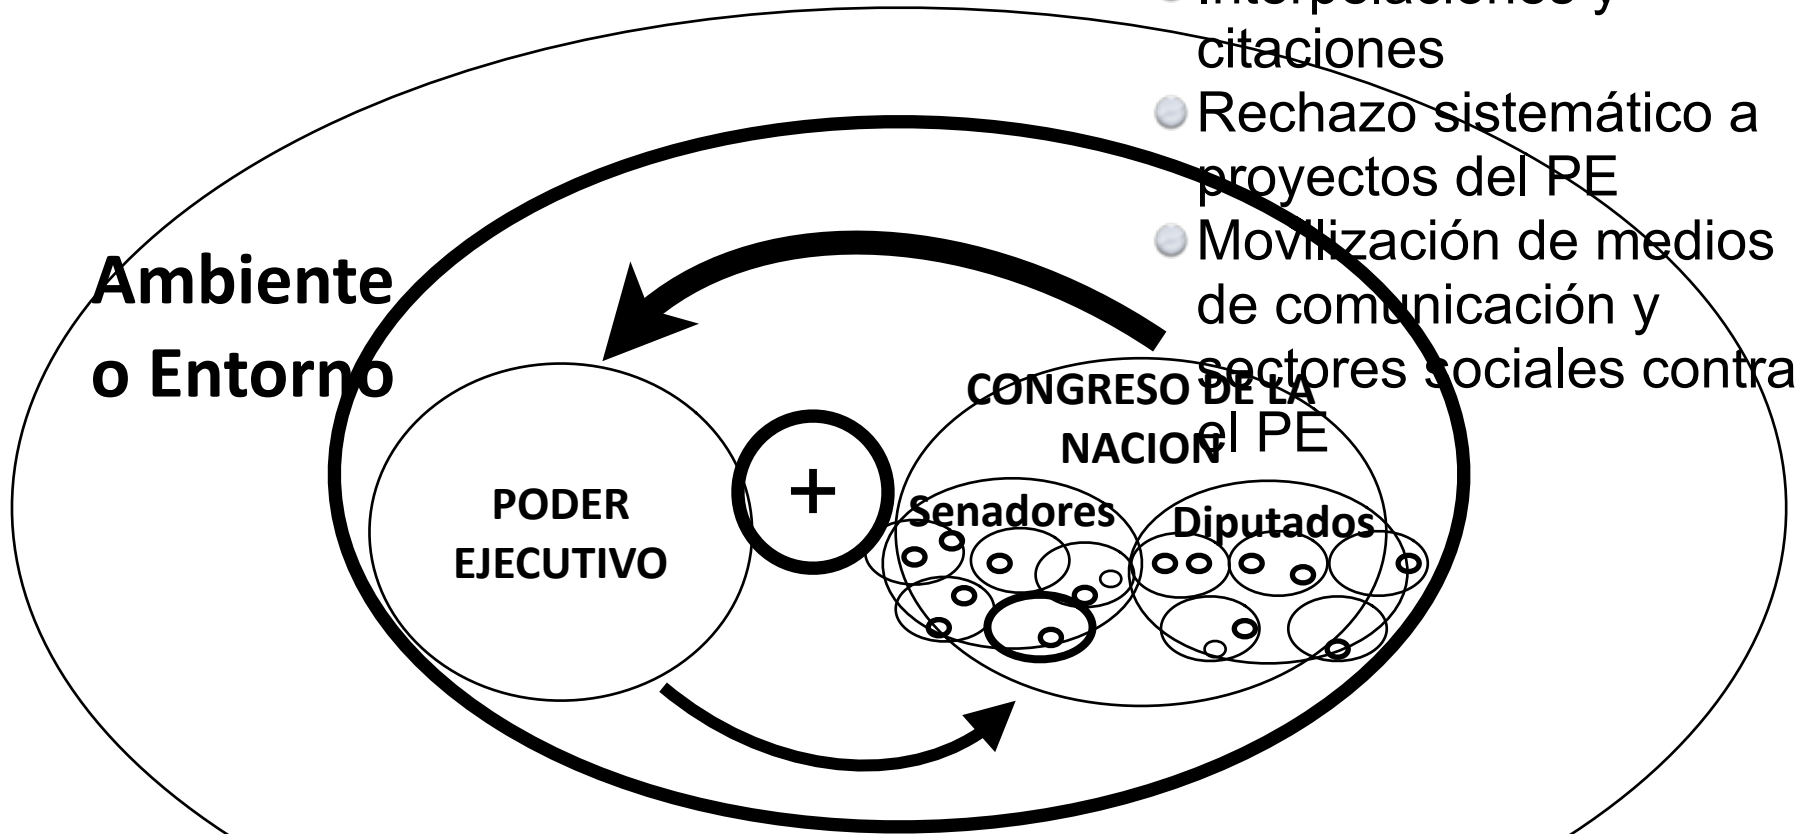 Interpelaciones y
citaciones
Rechazo sistemático a
proyectos del PE
Movilización de medios
de comunicación y
sectores sociales contra
el PE
Ambiente
o Entorno
CONGRESO DE LA
NACION
PODER
EJECUTIVO
+
Senadores
Diputados